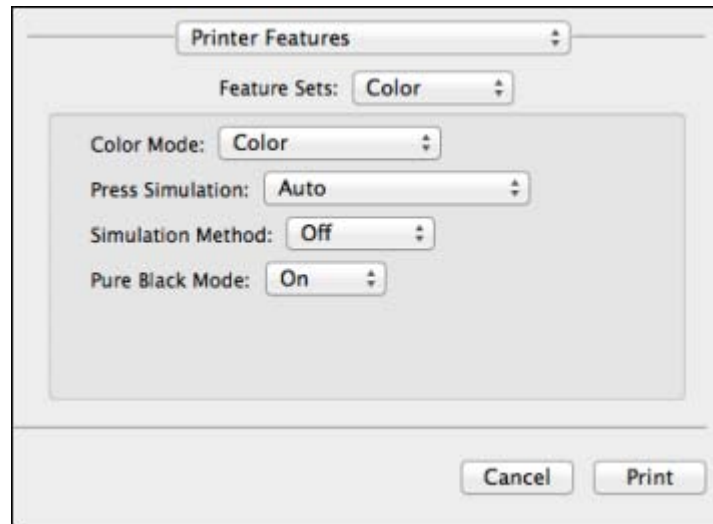 Printer Features
Feature Sets: Color
Color Mode: Color
Press Simulation: Auto
Simulation Method: Off
Pure Black Mode: On
Cancel Print